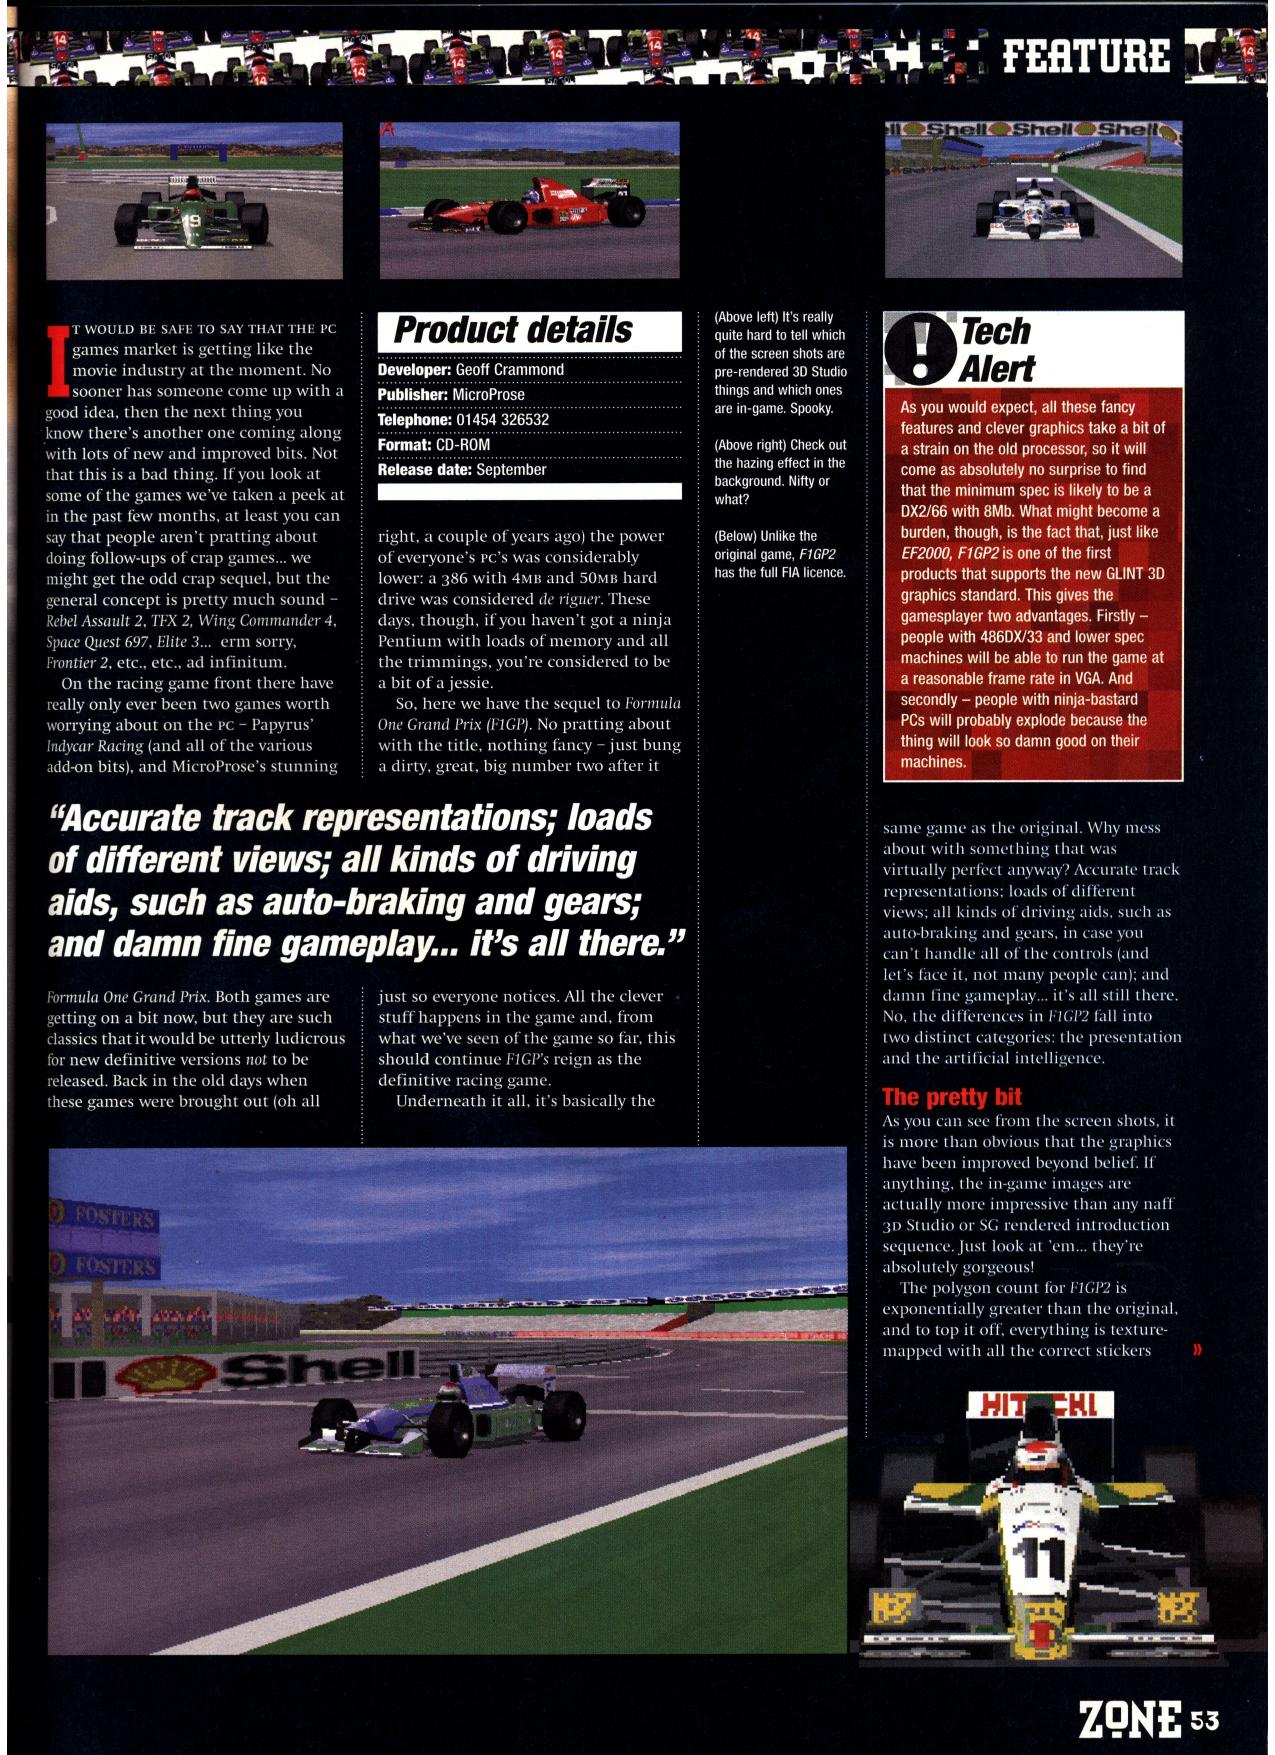 FEATURE
IT WOULD BE SAFE TO SAY THAT THE PC
games market is getting like the
movie industry at the moment. No
sooner has someone come up with a
good idea, then the next thing you
know there's another one coming along
with lots of new and improved bits. Not
that this is a bad thing. If you look at
some of the games we've taken a peek at
in the past few months, at least you can
say that people aren't pratting about
doing follow-ups of crap games... we
might get the odd crap sequel, but the
general concept is pretty much sound –
Rebel Assault 2, TFX 2, Wing Commander 4,
Space Quest 697, Elite 3... erm sorry,
Frontier 2, etc., etc., ad infinitum.
On the racing game front there have
really only ever been two games worth
worrying about on the PC – Papyrus'
Indycar Racing (and all of the various
add-on bits), and MicroProse's stunning
"Accurate track representations; loads
of different views; all kinds of driving
aids, such as auto-braking and gears;
and damn fine gameplay... it's all there."
Formula One Grand Prix. Both games are
getting on a bit now, but they are such
classics that it would be utterly ludicrous
for new definitive versions not to be
released. Back in the old days when
these games were brought out (oh all
Product details
Developer: Geoff Crammond
Publisher: MicroProse
Telephone: 01454 326532
Format: CD-ROM
Release date: September
right, a couple of years ago) the power
of everyone's PC's was considerably
lower: a 386 with 4MB and 50MB hard
drive was considered de riguer. These
days, though, if you haven't got a ninja
Pentium with loads of memory and all
the trimmings, you're considered to be
a bit of a jessie.
So, here we have the sequel to Formula
One Grand Prix (F1GP). No pratting about
with the title, nothing fancy – just bung
a dirty, great, big number two after it
just so everyone notices. All the clever
stuff happens in the game and, from
what we've seen of the game so far, this
should continue F1GP's reign as the
definitive racing game.
Underneath it all, it's basically the
(Above left) It's really
quite hard to tell which
of the screen shots are
pre-rendered 3D Studio
things and which ones
are in-game. Spooky.
(Above right) Check out
the hazing effect in the
background. Nifty or
what?
(Below) Unlike the
original game, F1GP2
has the full FIA licence.
! Tech
Alert
As you would expect, all these fancy
features and clever graphics take a bit of
a strain on the old processor, so it will
come as absolutely no surprise to find
that the minimum spec is likely to be a
DX2/66 with 8Mb. What might become a
burden, though, is the fact that, just like
EF2000, F1GP2 is one of the first
products that supports the new GLINT 3D
graphics standard. This gives the
gamesplayer two advantages. Firstly –
people with 486DX/33 and lower spec
machines will be able to run the game at
a reasonable frame rate in VGA. And
secondly – people with ninja-bastard
PCs will probably explode because the
thing will look so damn good on their
machines.
same game as the original. Why mess
about with something that was
virtually perfect anyway? Accurate track
representations; loads of different
views; all kinds of driving aids, such as
auto-braking and gears, in case you
can't handle all of the controls (and
let's face it, not many people can); and
damn fine gameplay... it's all still there.
No, the differences in F1GP2 fall into
two distinct categories: the presentation
and the artificial intelligence.
The pretty bit
As you can see from the screen shots, it
is more than obvious that the graphics
have been improved beyond belief. If
anything, the in-game images are
actually more impressive than any naff
3D Studio or SG rendered introduction
sequence. Just look at 'em... they're
absolutely gorgeous!
The polygon count for F1GP2 is
exponentially greater than the original,
and to top it off, everything is texture-
mapped with all the correct stickers »
19
Shell Shell Shell
FOSTER'S
FOSTER'S
Shell
HITACHI
11
ZONE 53